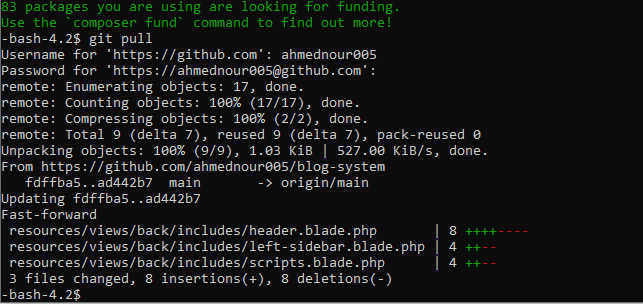 83 packages you are using are looking for funding.
Use the `composer fund` command to find out more!
-bash-4.2$ git pull
Username for 'https://github.com': ahmednour005
Password for 'https://ahmednour005@github.com':
remote: Enumerating objects: 17, done.
remote: Counting objects: 100% (17/17), done.
remote: Compressing objects: 100% (2/2), done.
remote: Total 9 (delta 7), reused 9 (delta 7), pack-reused 0
Unpacking objects: 100% (9/9), 1.03 KiB | 527.00 KiB/s, done.
From https://github.com/ahmednour005/blog-system
   fdffba5..ad442b7  main       -> origin/main
Updating fdffba5..ad442b7
Fast-forward
 resources/views/back/includes/header.blade.php       | 8 ++++----
 resources/views/back/includes/left-sidebar.blade.php | 4 ++--
 resources/views/back/includes/scripts.blade.php      | 4 ++--
 3 files changed, 8 insertions(+), 8 deletions(-)
-bash-4.2$